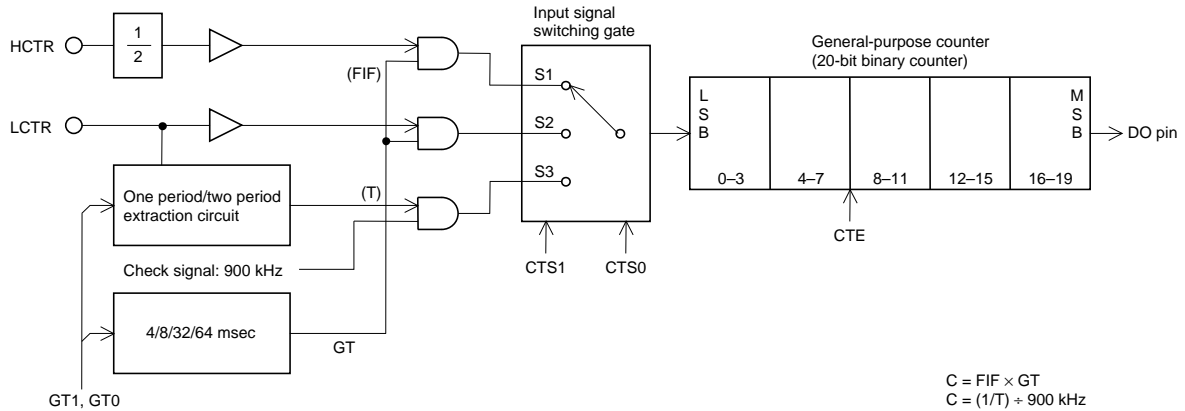 Input signal
switching gate
General-purpose counter
(20-bit binary counter)
HCTR
1
2
(FIF)
S1
LCTR
S2
L
S
B
M
S
B
DO pin
S3
0–3
4–7
8–11
12–15
16–19
One period/two period
extraction circuit
(T)
CTE
Check signal: 900 kHz
CTS1
CTS0
4/8/32/64 msec
GT
GT1, GT0
C = FIF × GT
C = (1/T) ÷ 900 kHz